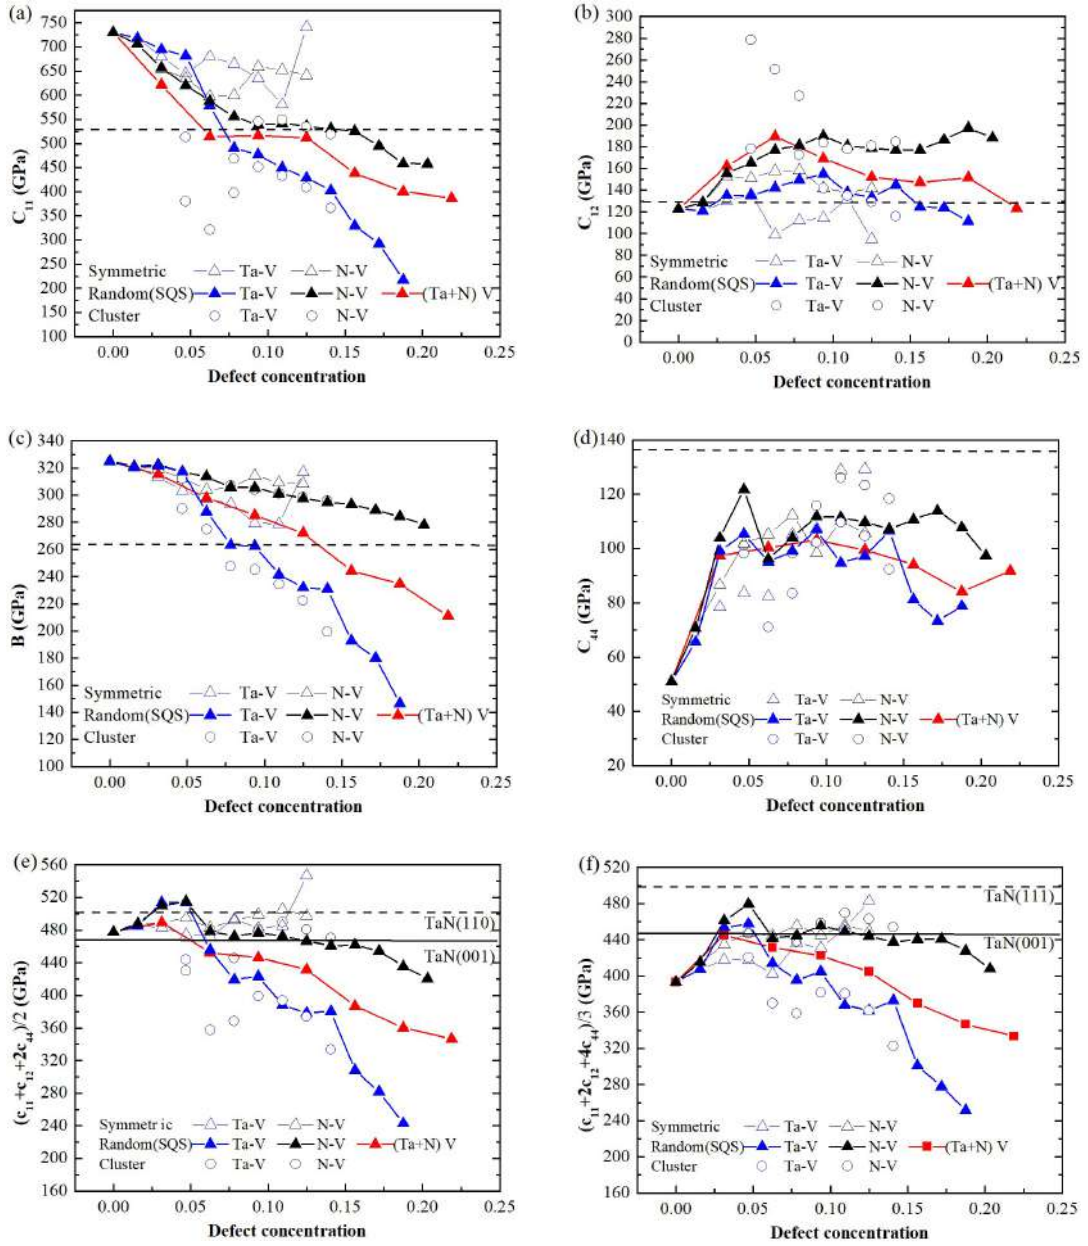 (a)
750
700
650
600
550
500
450
400
350
300
250
200
150
100
C11 (GPa)
Symmetric Ta-V N-V
Random(SQS) Ta-V N-V (Ta+N) V
Cluster Ta-V N-V
0.00 0.05 0.10 0.15 0.20 0.25
Defect concentration
(b)
300
280
260
240
220
200
180
160
140
120
100
80
60
40
20
0
C12 (GPa)
Symmetric Ta-V N-V
Random(SQS) Ta-V N-V (Ta+N) V
Cluster Ta-V N-V
0.00 0.05 0.10 0.15 0.20 0.25
Defect concentration
(c)
340
320
300
280
260
240
220
200
180
160
140
120
100
B (GPa)
Symmetric Ta-V N-V
Random(SQS) Ta-V N-V (Ta+N) V
Cluster Ta-V N-V
0.00 0.05 0.10 0.15 0.20 0.25
Defect concentration
(d)
140
120
100
80
60
40
20
C44 (GPa)
Symmetric Ta-V N-V
Random(SQS) Ta-V N-V (Ta+N) V
Cluster Ta-V N-V
0.00 0.05 0.10 0.15 0.20 0.25
Defect concentration
(e)
560
520
480
440
400
360
320
280
240
200
160
(c11+c12+2c44)/2 (GPa)
TaN(110)
TaN(001)
Symmetric Ta-V N-V
Random(SQS) Ta-V N-V (Ta+N) V
Cluster Ta-V N-V
0.00 0.05 0.10 0.15 0.20 0.25
Defect concentration
(f)
520
480
440
400
360
320
280
240
200
160
(c11+2c12+4c44)/3 (GPa)
TaN(111)
TaN(001)
Symmetric Ta-V N-V
Random(SQS) Ta-V N-V (Ta+N) V
Cluster Ta-V N-V
0.00 0.05 0.10 0.15 0.20 0.25
Defect concentration